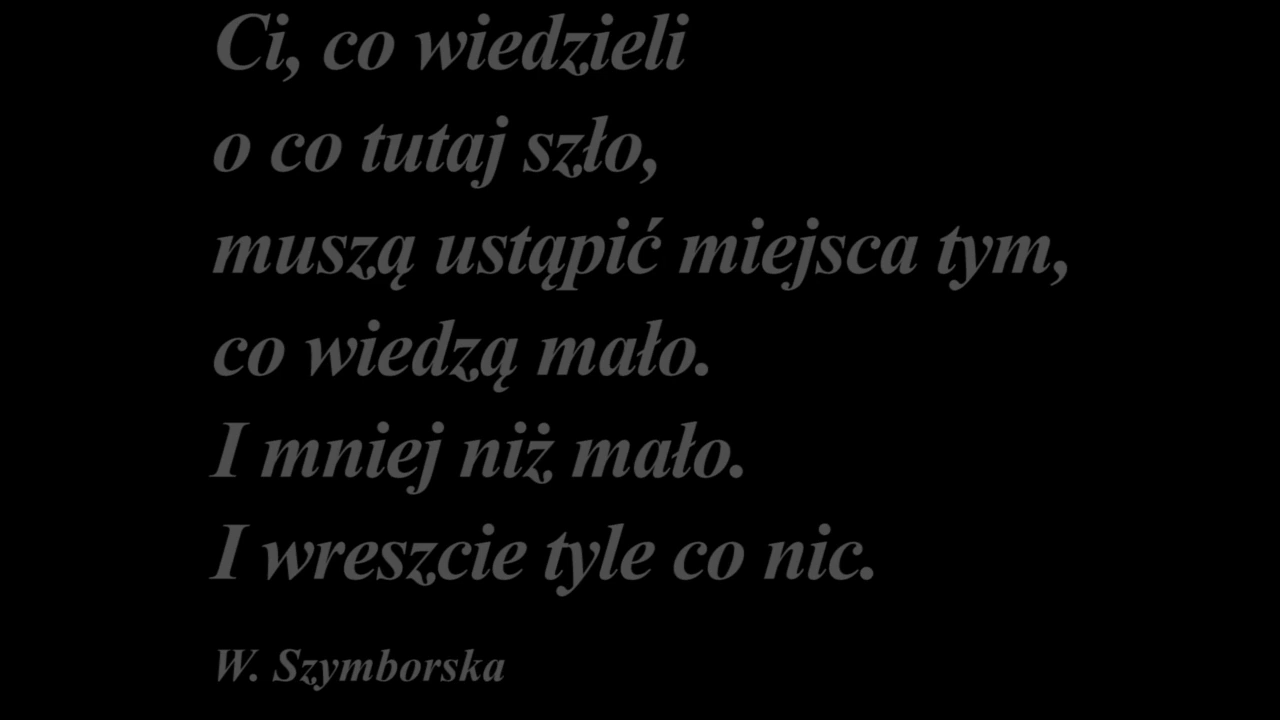 Ci, co wiedzieli
o co tutaj szło,
muszą ustąpić miejsca tym,
co wiedzą mało.
I mniej niż mało.
I wreszcie tyle co nic.
W. Szymborska